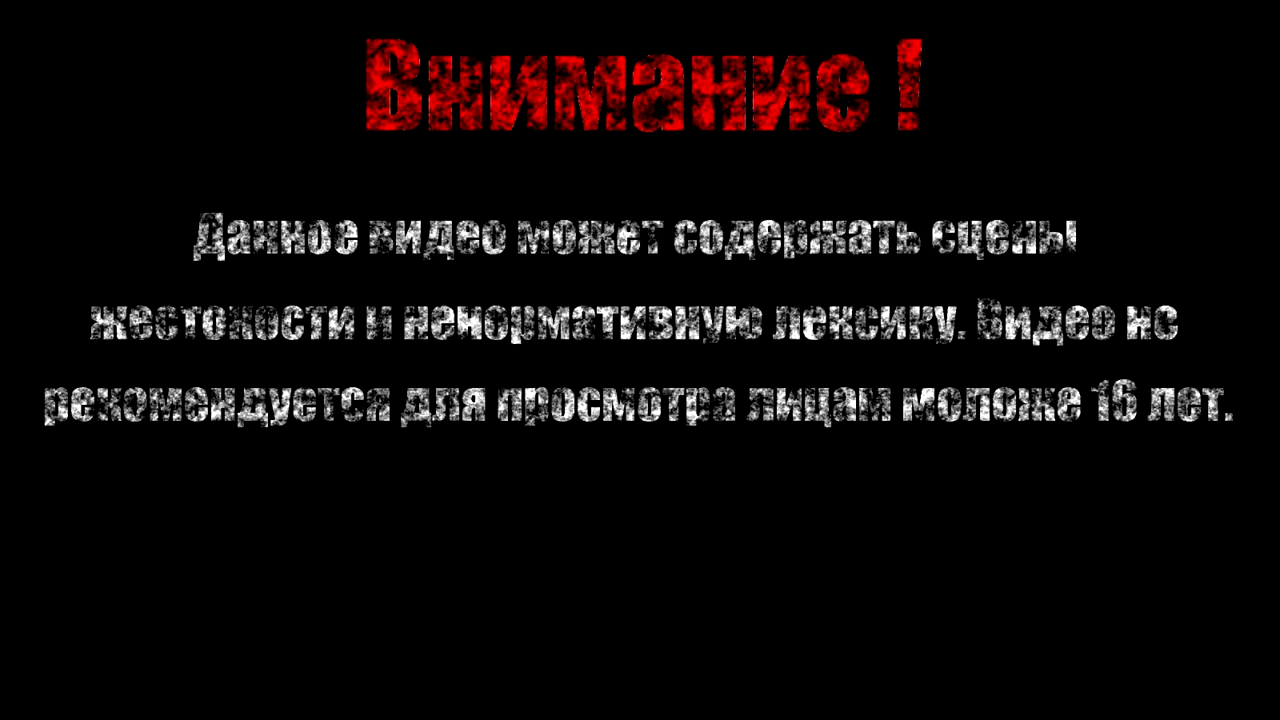 Внимание !
Данное видео может содержать сцены
жестокости и ненормативную лексику. Видео не
рекомендуется для просмотра лицам моложе 16 лет.